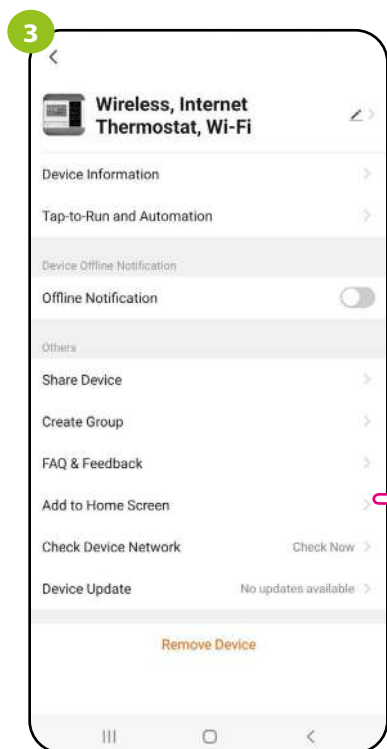 3
Wireless, Internet
Thermostat, Wi-Fi
Device Information
Tap-to-Run and Automation
Device Offline Notification
Offline Notification
Others
Share Device
Create Group
FAQ & Feedback
Add to Home Screen
Check Device Network Check Now
Device Update No updates available
Remove Device